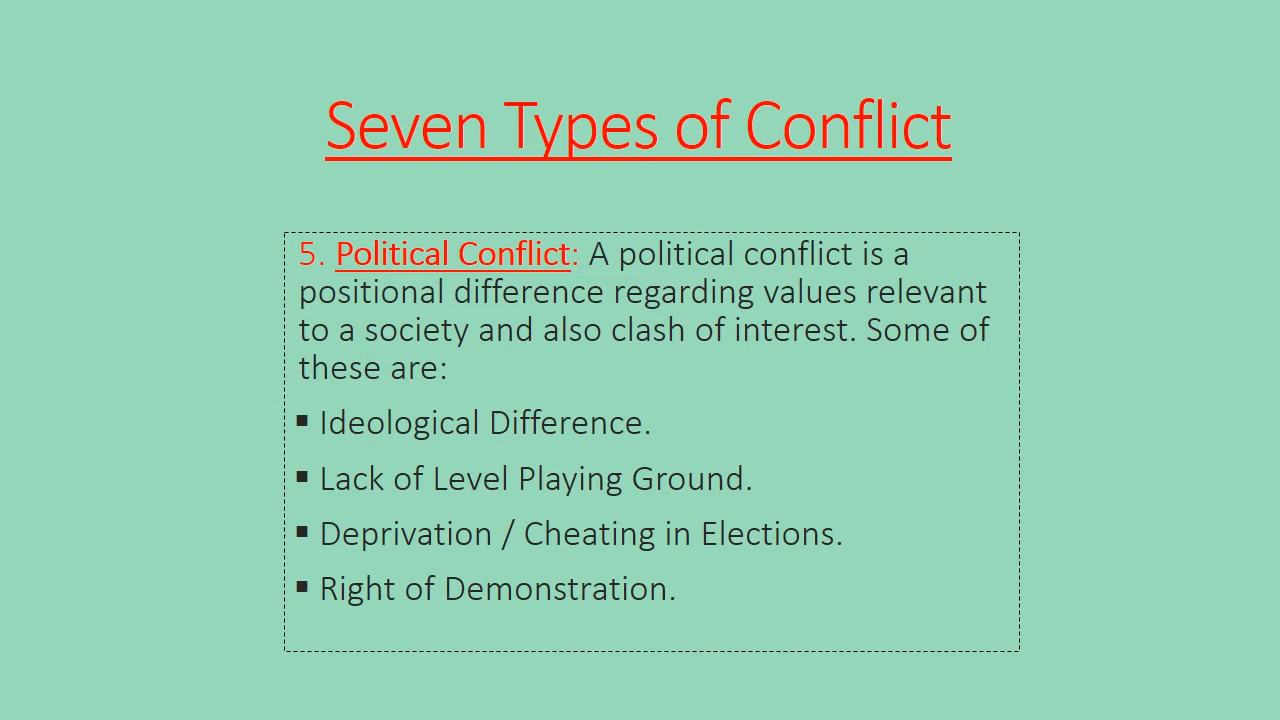 Seven Types of Conflict
5. Political Conflict: A political conflict is a
positional difference regarding values relevant
to a society and also clash of interest. Some of
these are:
▪ Ideological Difference.
▪ Lack of Level Playing Ground.
▪ Deprivation / Cheating in Elections.
▪ Right of Demonstration.